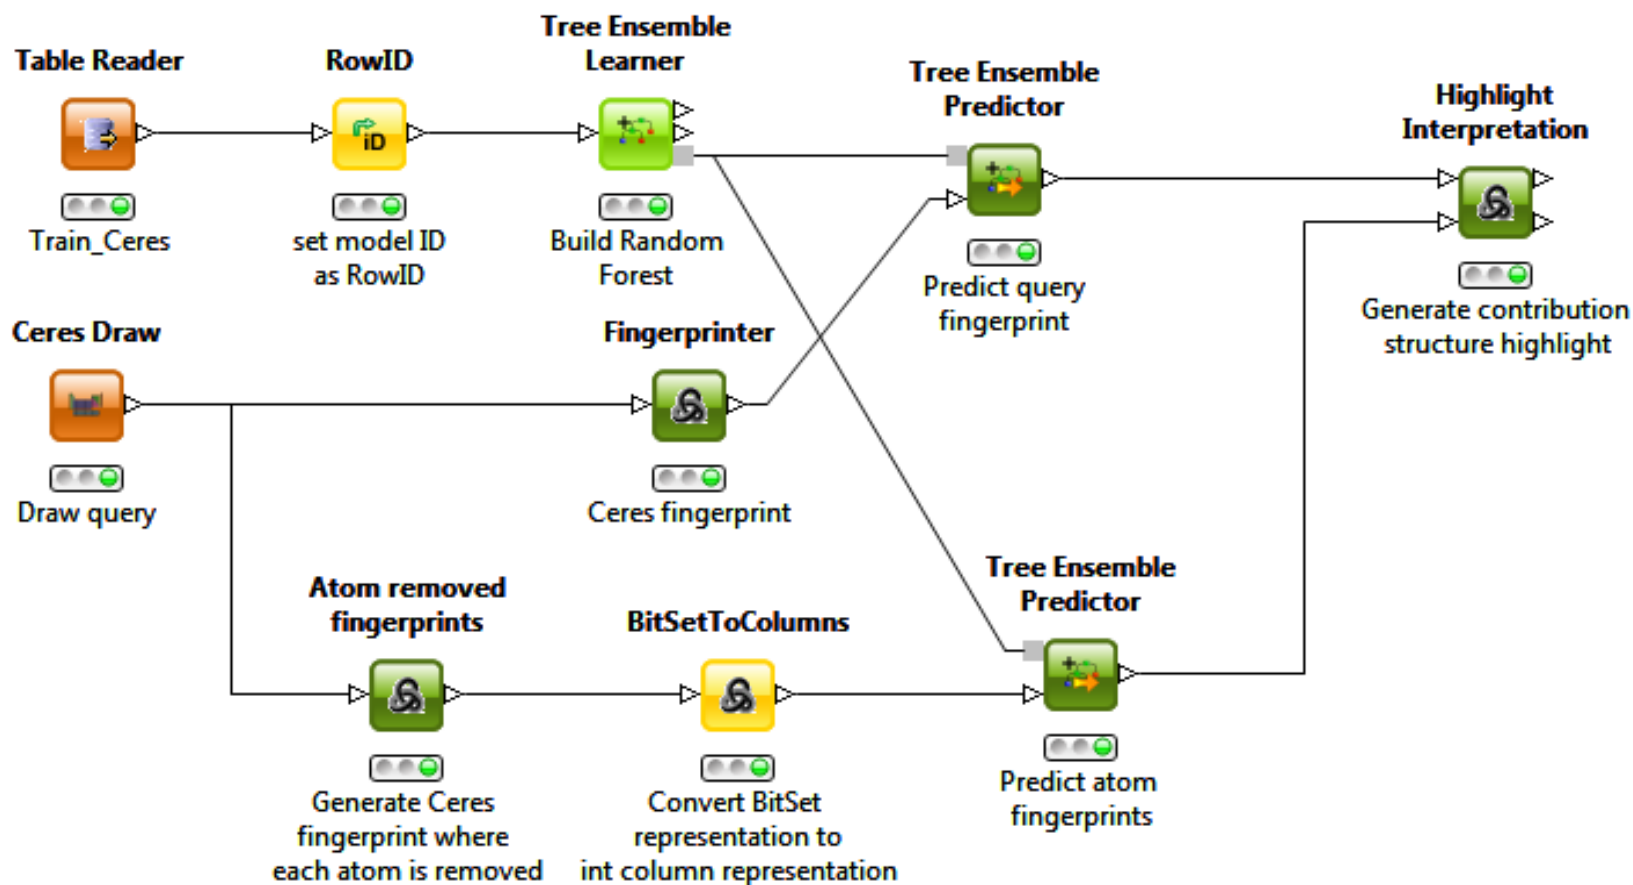 Table Reader
Train_Ceres
RowID
iD
set model ID
as RowID
Tree Ensemble
Learner
Build Random
Forest
Tree Ensemble
Predictor
Predict query
fingerprint
Highlight
Interpretation
Generate contribution
structure highlight
Ceres Draw
Draw query
Fingerprinter
Ceres fingerprint
Atom removed
fingerprints
Generate Ceres
fingerprint where
each atom is removed
BitSetToColumns
Convert BitSet
representation to
int column representation
Tree Ensemble
Predictor
Predict atom
fingerprints